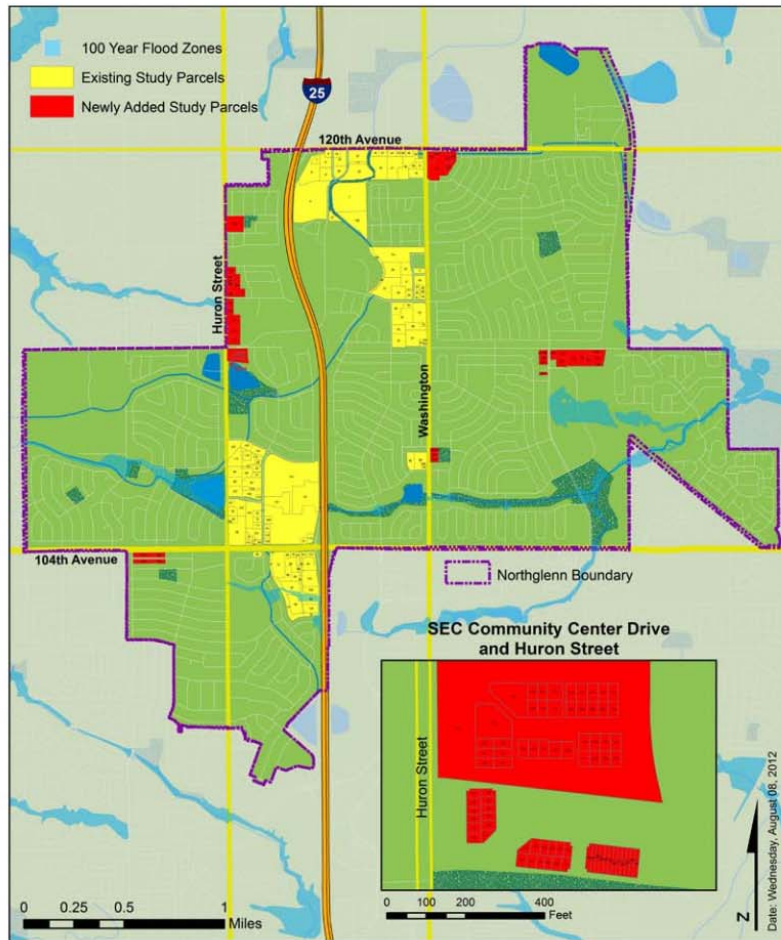 100 Year Flood Zones
Existing Study Parcels
Newly Added Study Parcels
25
120th Avenue
Huron Street
Washington
104th Avenue
Northglenn Boundary
SEC Community Center Drive
and Huron Street
Huron Street
0 0.25 0.5 1
Miles
0 200 400
Feet
N
Date: Wednesday, August 08, 2012